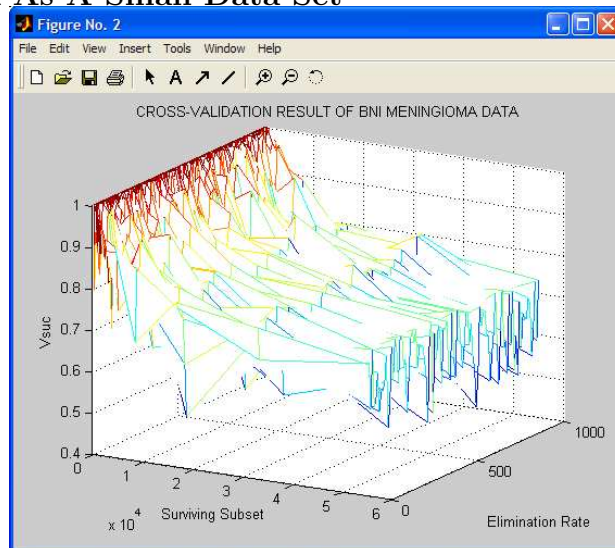 As A Small Data Set
Figure No. 2
File Edit View Insert Tools Window Help
A
CROSS-VALIDATION RESULT OF BNI MENINGIOMA DATA
1
0.9
0.8
0.7
0.6
0.5
0.4
Vsuc
0
1
2
3
4
5
6
x 10^4
Surviving Subset
0
500
1000
Elimination Rate